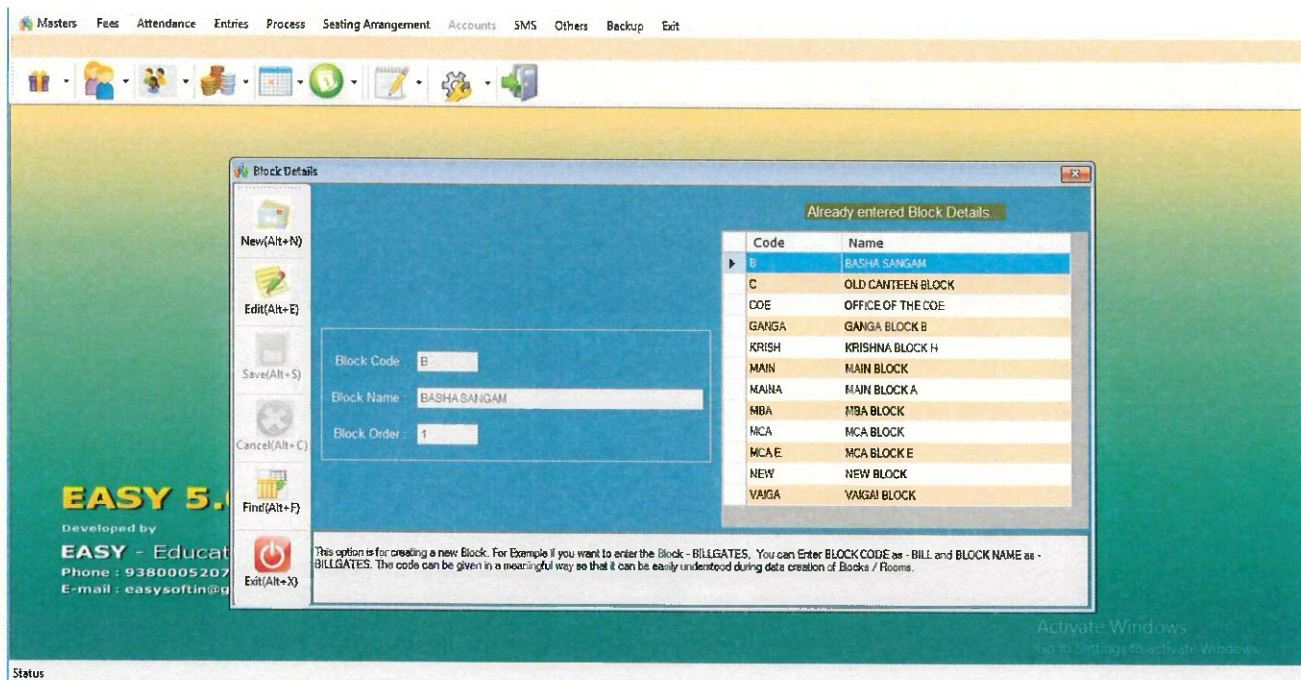 Masters Fees Attendance Entries Process Seating Arrangement Accounts SMS Others Backup Exit
Block Details
New(Alt+N)
Edit(Alt+E)
Save(Alt+S)
Cancel(Alt+C)
Find(Alt+F)
Exit(Alt+X)
Block Code : B
Block Name : BASHA SANGAM
Block Order : 1
Already entered Block Details...
Code Name
B BASHA SANGAM
C OLD CANTEEN BLOCK
COE OFFICE OF THE COE
GANGA GANGA BLOCK B
KRISH KRISHNA BLOCK H
MAIN MAIN BLOCK
MAINA MAIN BLOCK A
MBA MBA BLOCK
MCA MCA BLOCK
MCA E MCA BLOCK E
NEW NEW BLOCK
VAIGA VAIGAI BLOCK
This option is for creating a new Block. For Example if you want to enter the Block - BILLGATES, You can Enter BLOCK CODE as - BILL and BLOCK NAME as -
BILLGATES. The code can be given in a meaningful way so that it can be easily understood during data creation of Blocks / Rooms.
EASY 5.
Developed by
EASY - Educat
Phone : 9380005207
E-mail : easysoftin@g
Activate Windows
Go to Settings to activate Windows.
Status